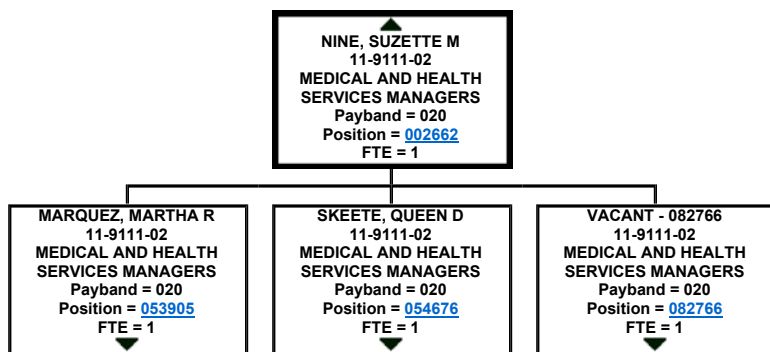 NINE, SUZETTE M
11-9111-02
MEDICAL AND HEALTH
SERVICES MANAGERS
Payband = 020
Position = 002662
FTE = 1
MARQUEZ, MARTHA R
11-9111-02
MEDICAL AND HEALTH
SERVICES MANAGERS
Payband = 020
Position = 053905
FTE = 1
SKEETE, QUEEN D
11-9111-02
MEDICAL AND HEALTH
SERVICES MANAGERS
Payband = 020
Position = 054676
FTE = 1
VACANT - 082766
11-9111-02
MEDICAL AND HEALTH
SERVICES MANAGERS
Payband = 020
Position = 082766
FTE = 1